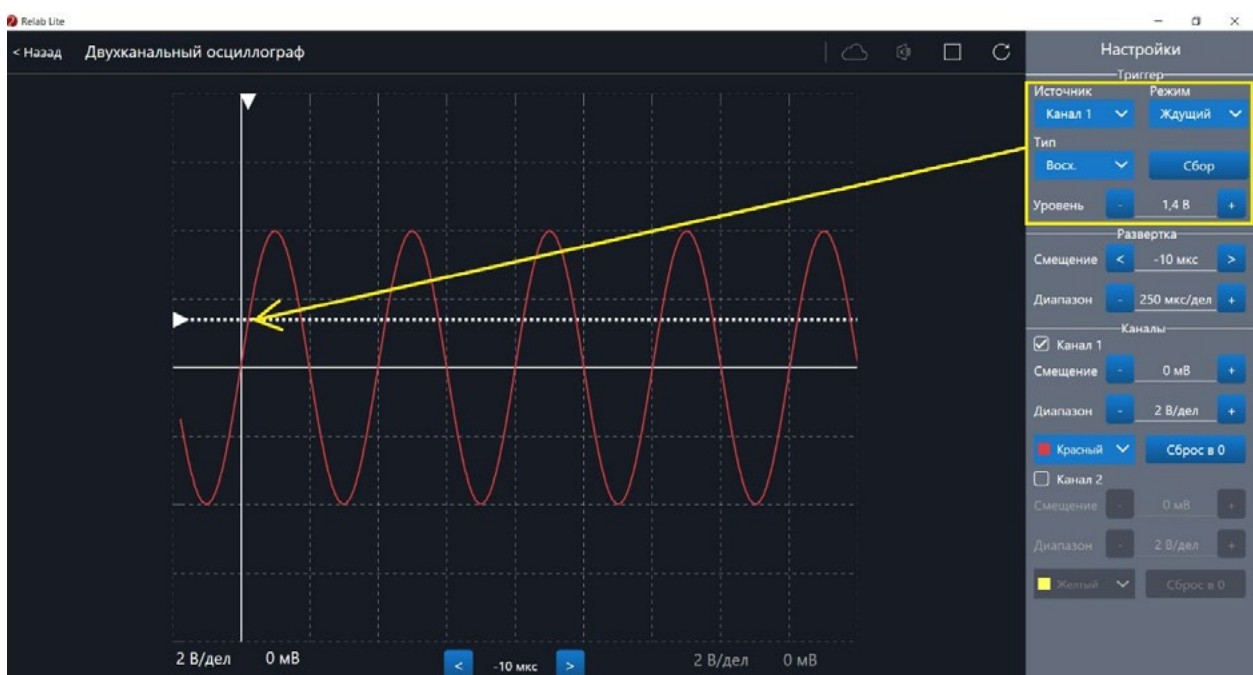 Relab Lite
< Назад Двухканальный осциллограф
Настройки
Триггер
Источник Режим
Канал 1 Ждущий
Тип
Восх. Сбор
Уровень - 1,4 В +
Развертка
Смещение < -10 мкс >
Диапазон - 250 мкс/дел +
Каналы
Канал 1
Смещение - 0 мВ +
Диапазон - 2 В/дел +
Красный Сброс в 0
Канал 2
Смещение - 0 мВ +
Диапазон - 2 В/дел +
Желтый Сброс в 0
2 В/дел 0 мВ < -10 мкс > 2 В/дел 0 мВ